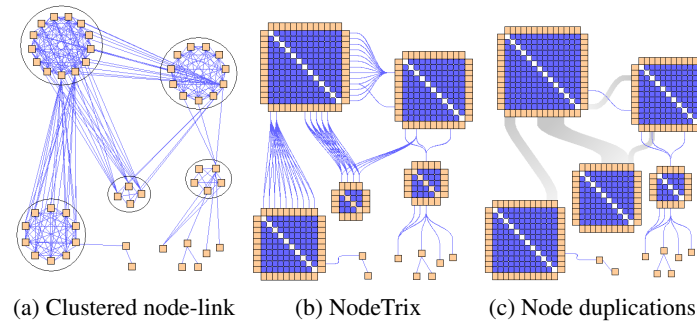 (a) Clustered node-link
(b) NodeTrix
(c) Node duplications